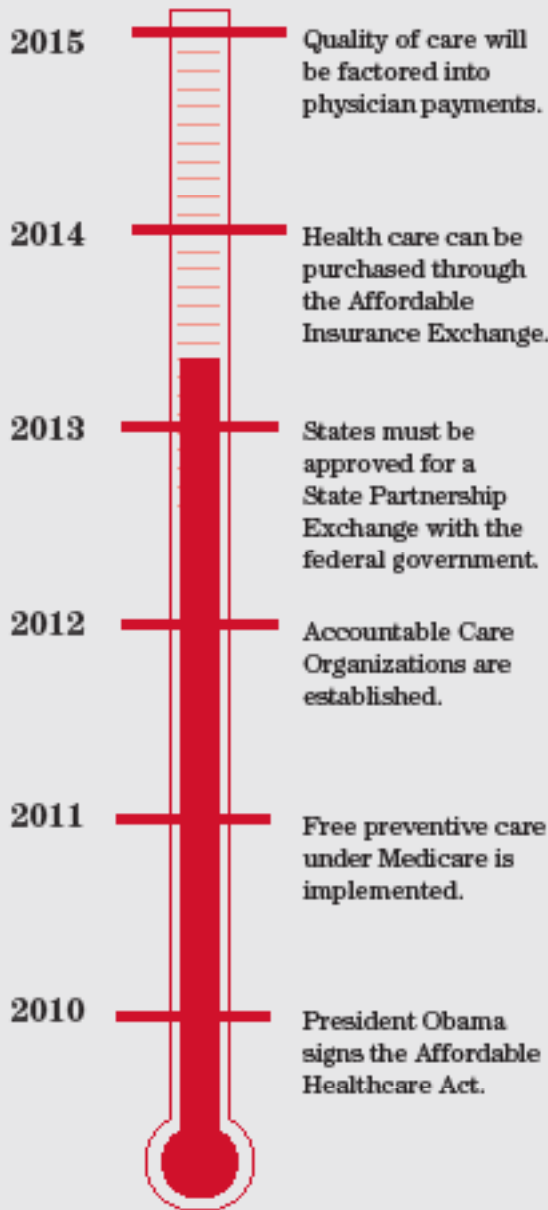 2015
Quality of care will
be factored into
physician payments.
2014
Health care can be
purchased through
the Affordable
Insurance Exchange.
2013
States must be
approved for a
State Partnership
Exchange with the
federal government.
2012
Accountable Care
Organizations are
established.
2011
Free preventive care
under Medicare is
implemented.
2010
President Obama
signs the Affordable
Healthcare Act.